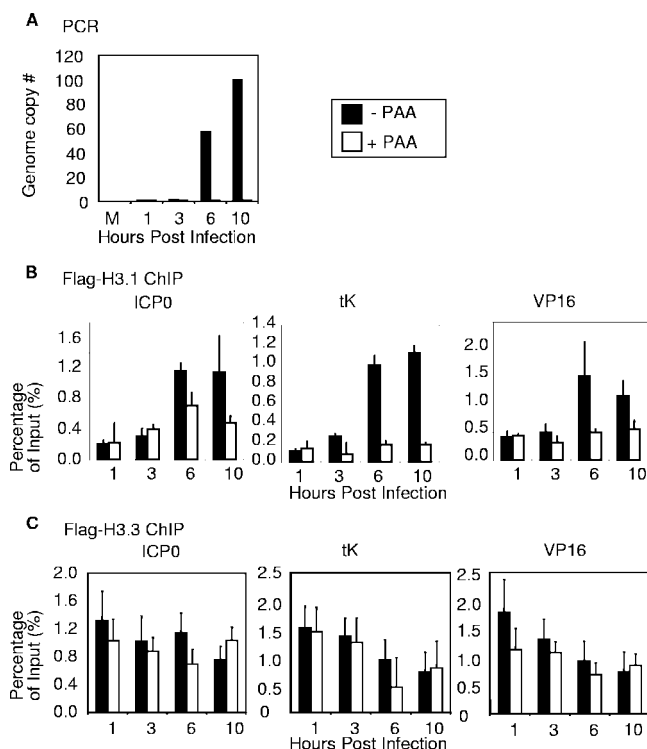 A PCR
Genome copy #
120
100
80
60
40
20
0
M 1 3 6 10
Hours Post Infection
- PAA
+ PAA
B Flag-H3.1 ChIP
ICP0 tK VP16
Percentage of Input (%)
1.6
1.2
0.8
0.4
0.0
1 3 6 10
1.4
1.2
1.0
0.8
0.6
0.4
0.2
0.0
1 3 6 10
2.0
1.5
1.0
0.5
0.0
1 3 6 10
Hours Post Infection
C Flag-H3.3 ChIP
ICP0 tK VP16
Percentage of Input (%)
2.0
1.6
1.2
0.8
0.4
0.0
1 3 6 10
2.5
2.0
1.5
1.0
0.5
0
1 3 6 10
2.5
2.0
1.5
1.0
0.5
0
1 3 6 10
Hours Post Infection